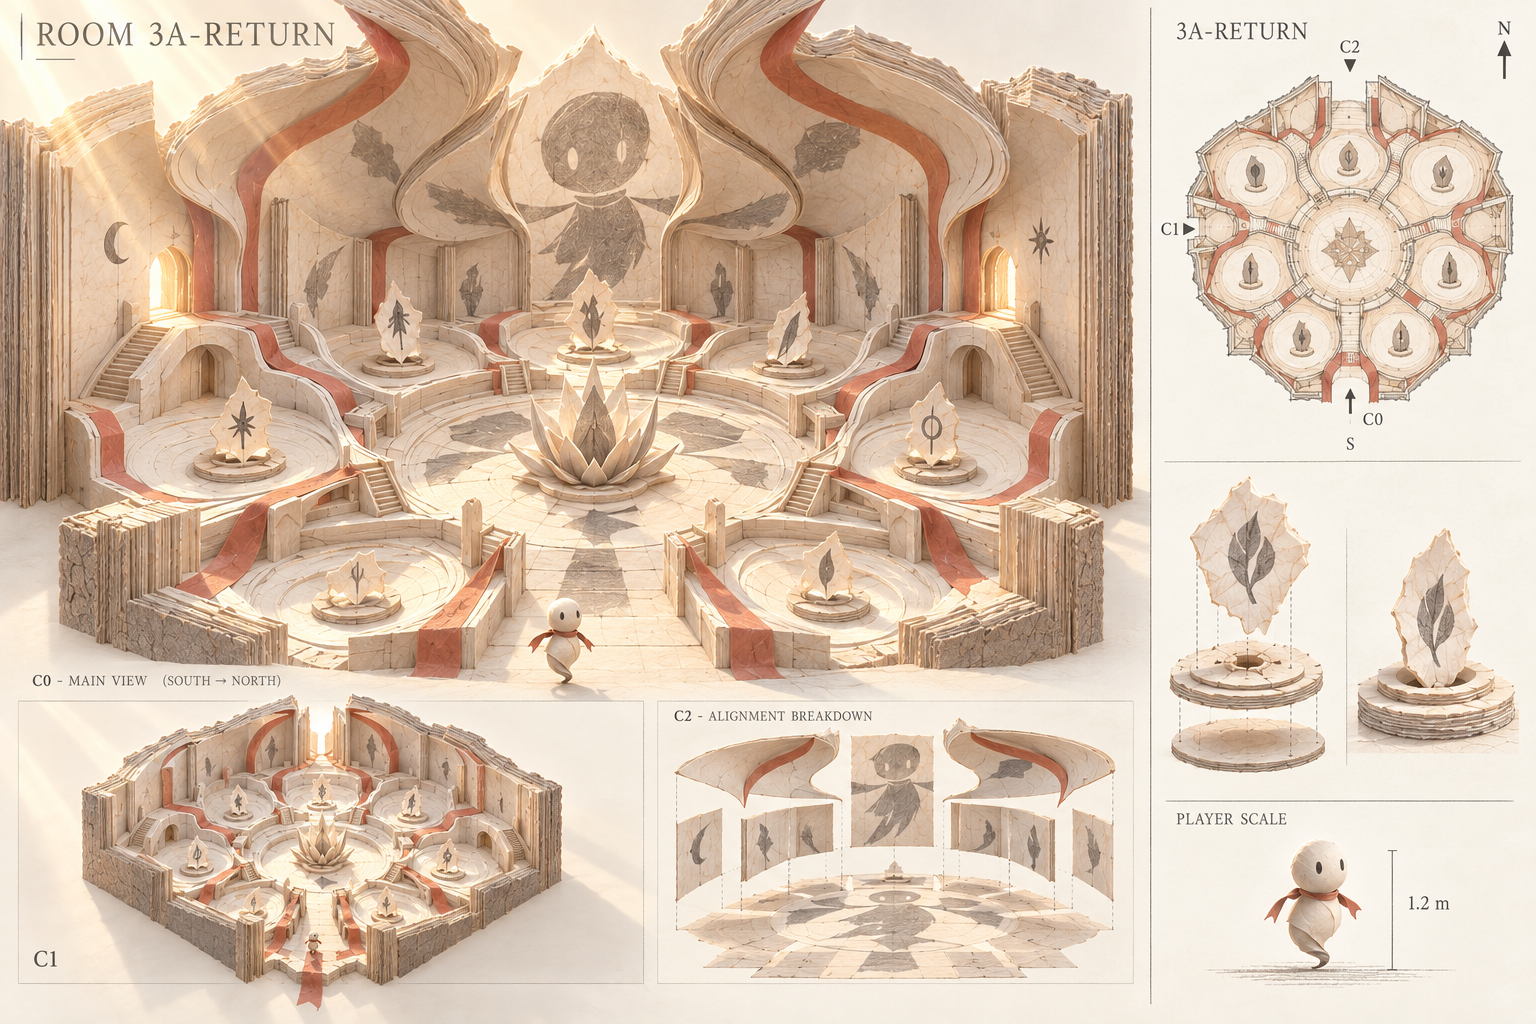 ROOM 3A-RETURN
C0 - MAIN VIEW (SOUTH → NORTH)
C1
C2 - ALIGNMENT BREAKDOWN
3A-RETURN
N
C2
C1
C0
S
PLAYER SCALE
1.2 m